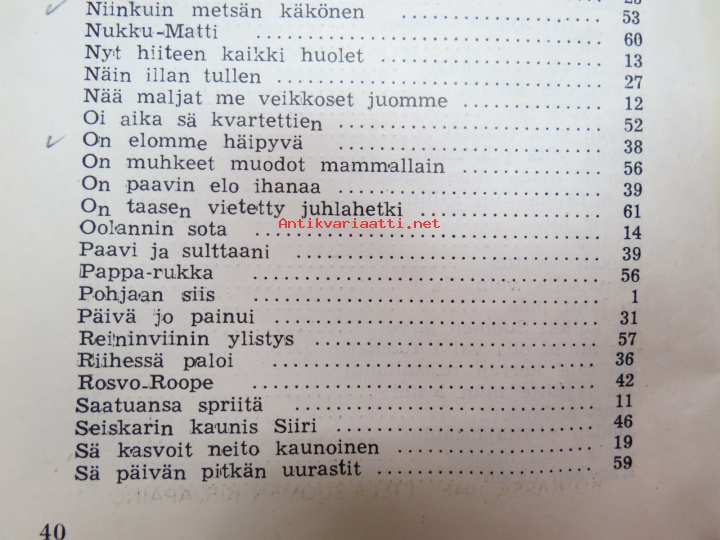 Niinkuin metsän käkönen .................. 53
Nukku-Matti .............................. 60
Nyt hiiteen kaikki huolet ................ 13
Näin illan tullen ........................ 27
Nää maljat me veikkoset juomme ........... 12
Oi aika sä kvartettien ................... 52
On elomme häipyvä ........................ 38
On muhkeet muodot mammallain ............. 56
On paavin elo ihanaa ..................... 39
On taasen vietetty juhlahetki ............ 61
Oolannin sota ............................ 14
Antikvariaatti.net
Paavi ja sulttaani ....................... 39
Pappa-rukka .............................. 56
Pohjaan siis ............................. 1
Päivä jo painui .......................... 31
Reininviinin ylistys ..................... 57
Riihessä paloi ........................... 36
Rosvo-Roope .............................. 42
Saatuansa spriitä ........................ 11
Seiskarin kaunis Siiri ................... 46
Sä kasvoit neito kaunoinen ............... 19
Sä päivän pitkän uurastit ................ 59
40